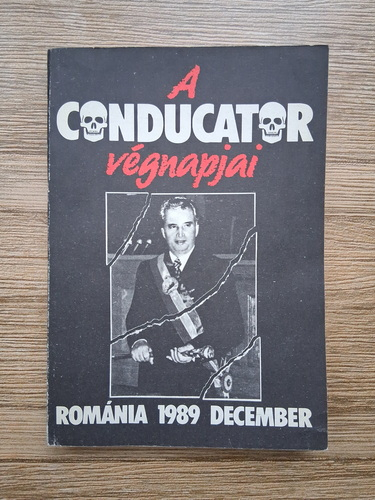 A
CONDUCATOR
végnapjai
ROMÁNIA 1989 DECEMBER